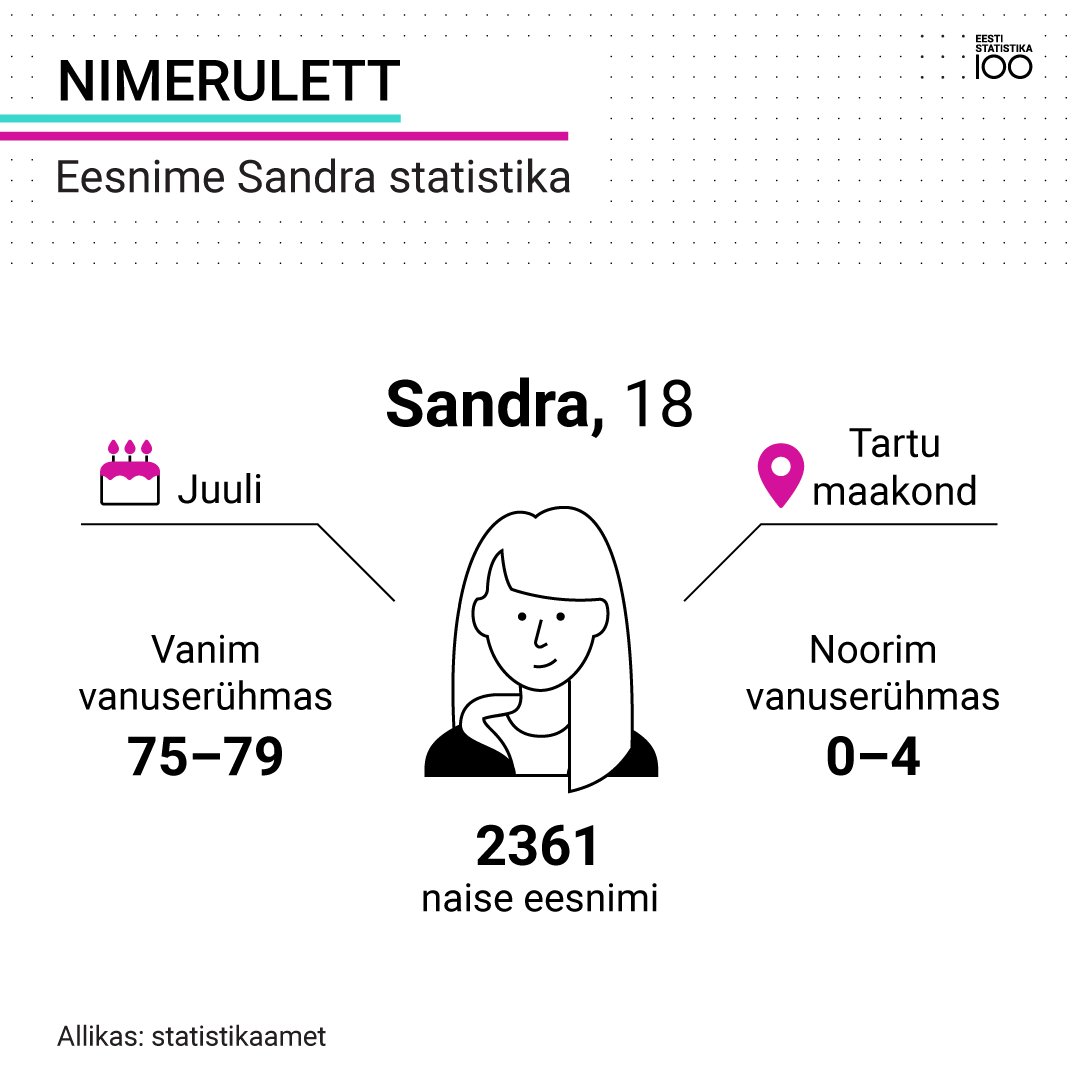 NIMERULETT
EESTI
STATISTIKA
100
Eesnime Sandra statistika
Sandra, 18
Juuli
Tartu
maakond
Vanim
vanuserühmas
75–79
Noorim
vanuserühmas
0–4
2361
naise eesnimi
Allikas: statistikaamet